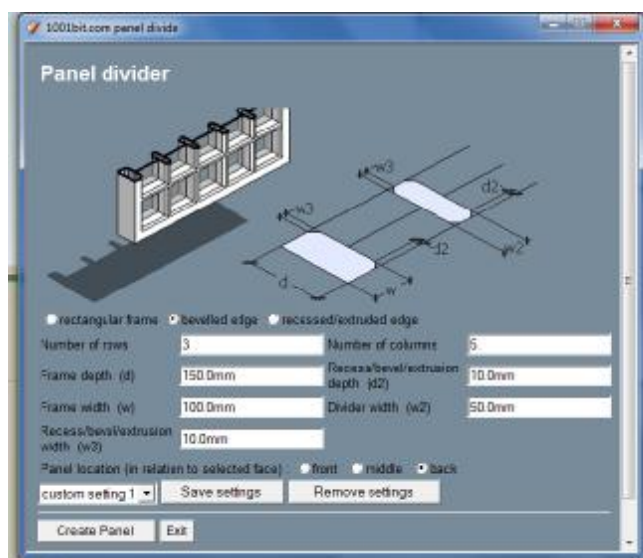 1001bit.com panel divide
Panel divider
w3
d2
w3
d2
w2
d
w
rectangular frame bevelled edge recessed/extruded edge
Number of rows 3 Number of columns 5
Frame depth (d) 150.0mm Recess/bevel/extrusion depth (d2) 10.0mm
Frame width (w) 100.0mm Divider width (w2) 50.0mm
Recess/bevel/extrusion width (w3) 10.0mm
Panel location (in relation to selected face) front middle back
custom setting 1 Save settings Remove settings
Create Panel Exit